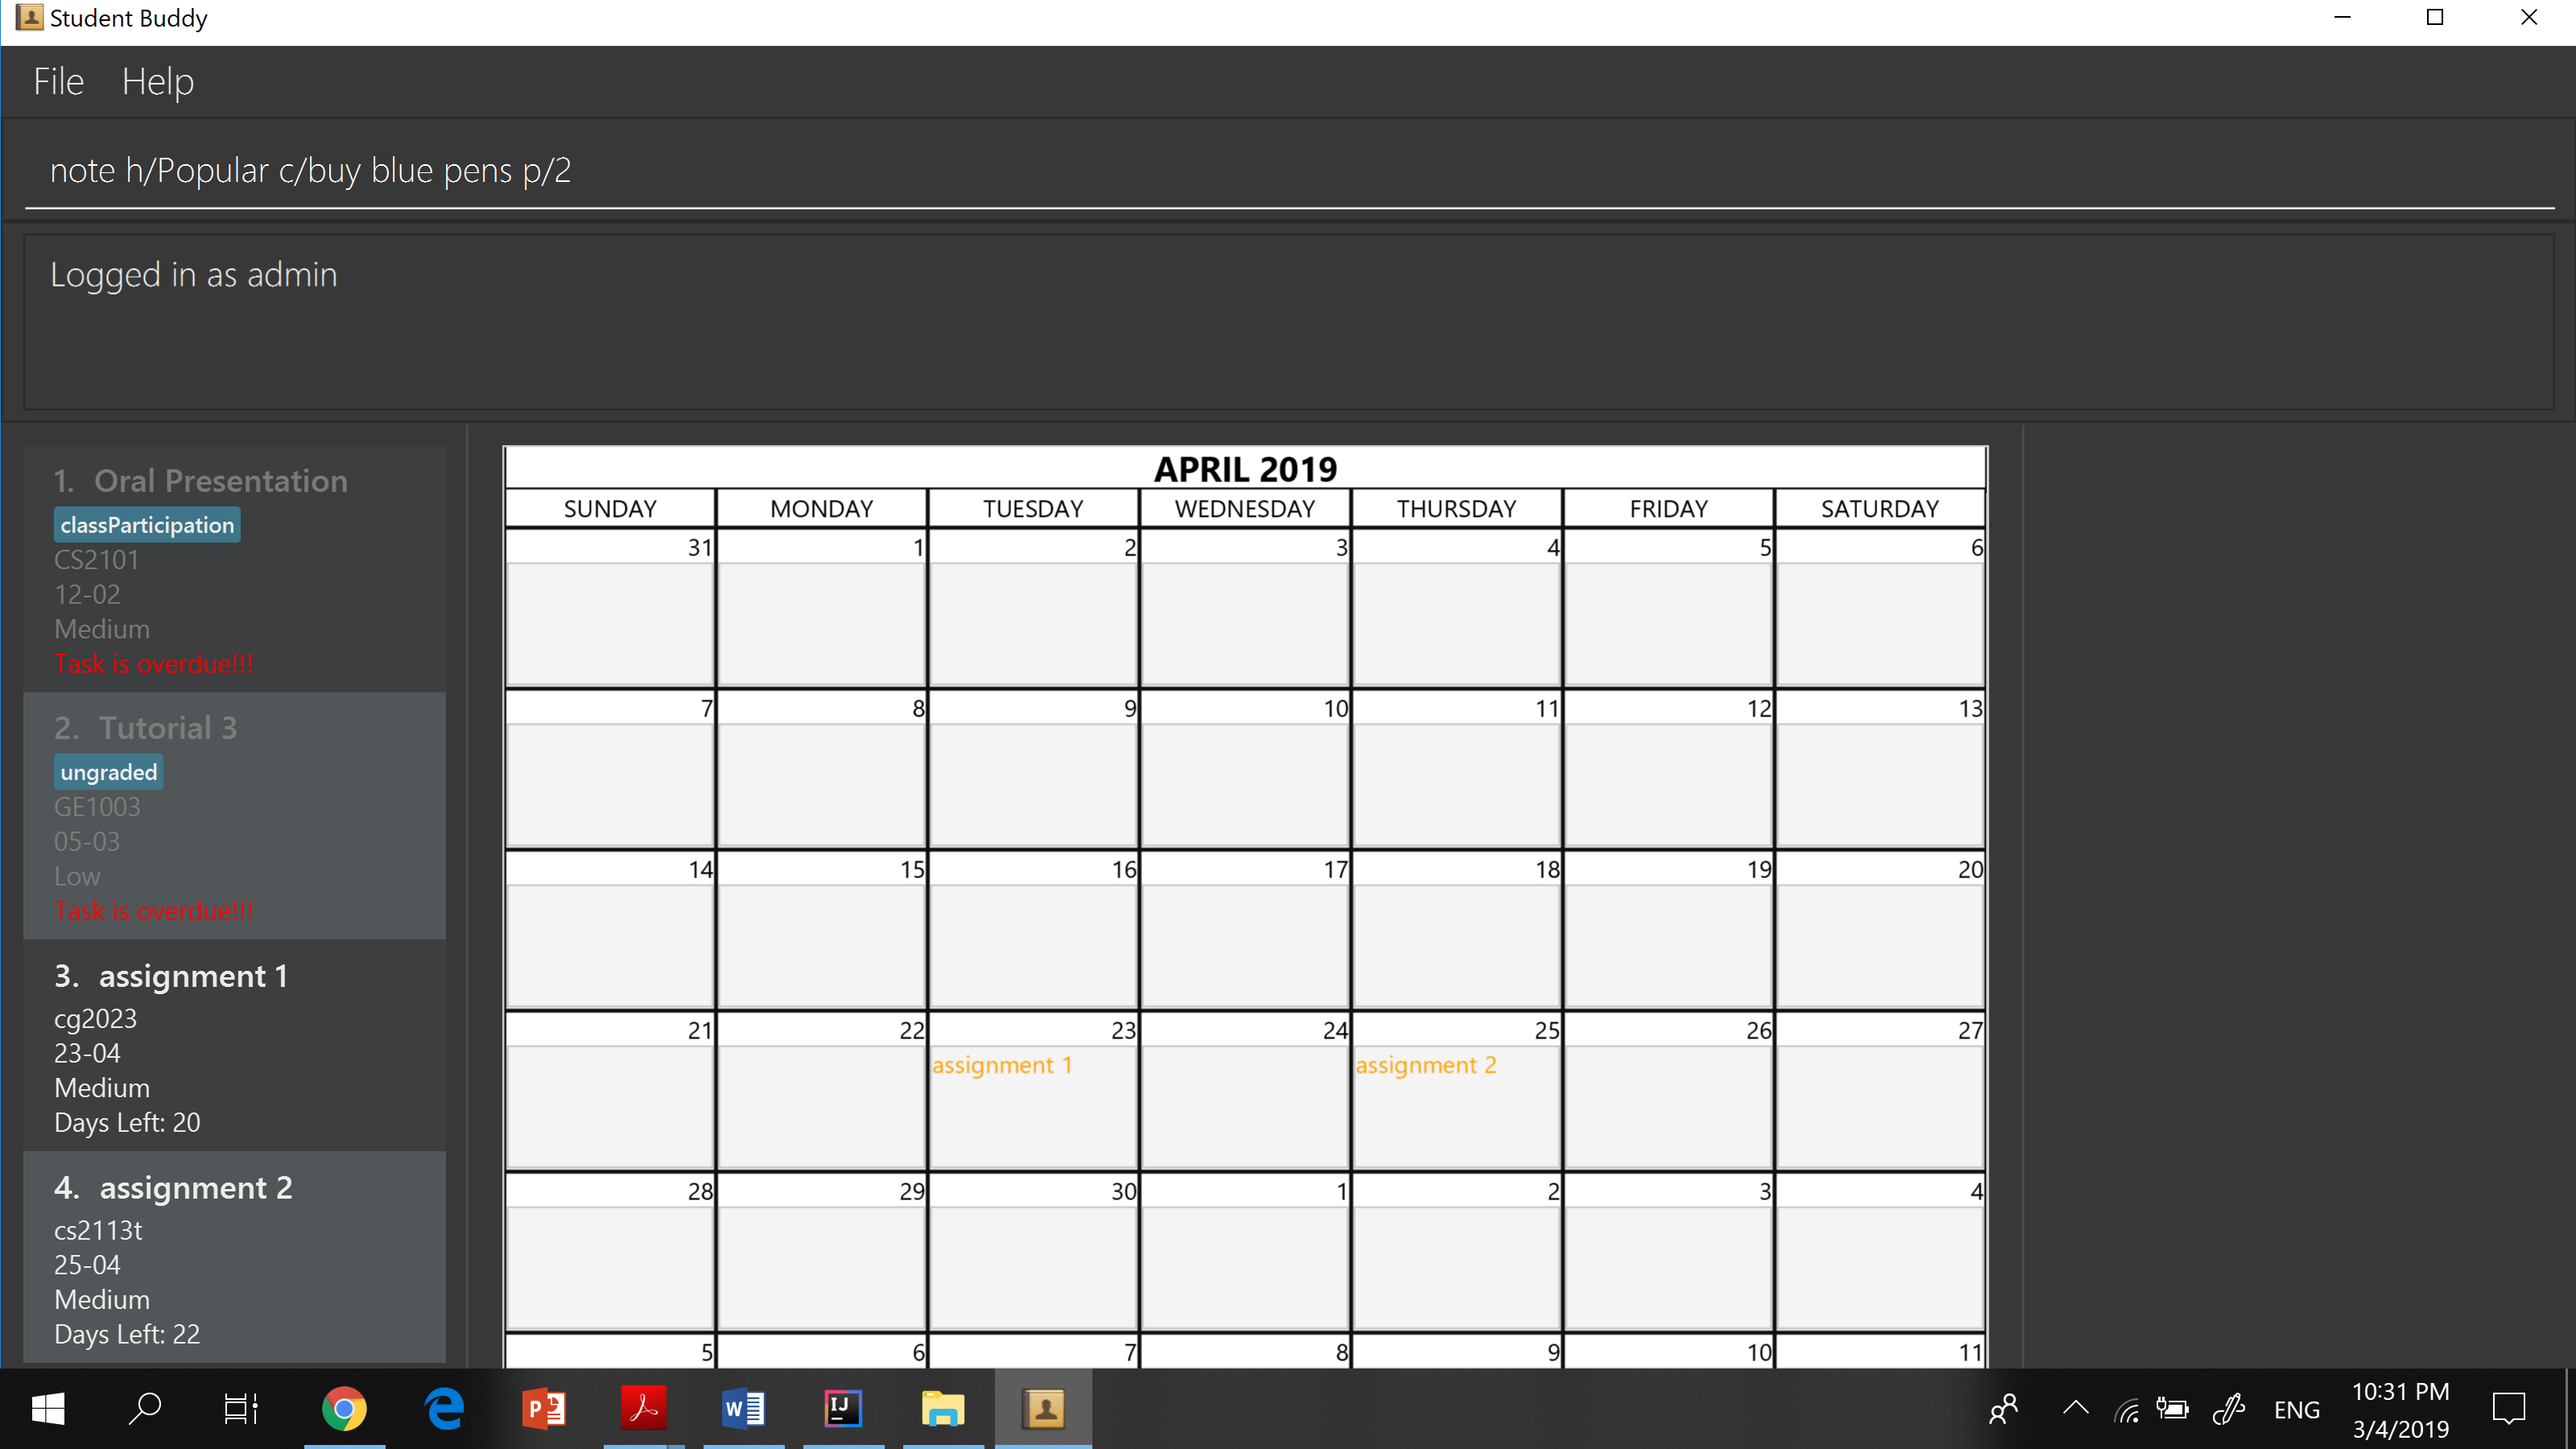 Student Buddy
File Help
note h/Popular c/buy blue pens p/2
Logged in as admin
1. Oral Presentation
classParticipation
CS2101
12-02
Medium
Task is overdue!!!
2. Tutorial 3
ungraded
GE1003
05-03
Low
Task is overdue!!!
3. assignment 1
cg2023
23-04
Medium
Days Left: 20
4. assignment 2
cs2113t
25-04
Medium
Days Left: 22
APRIL 2019
SUNDAY MONDAY TUESDAY WEDNESDAY THURSDAY FRIDAY SATURDAY
31 1 2 3 4 5 6
7 8 9 10 11 12 13
14 15 16 17 18 19 20
21 22 23 24 25 26 27
assignment 1 assignment 2
28 29 30 1 2 3 4
5 6 7 8 9 10 11
ENG
10:31 PM
3/4/2019